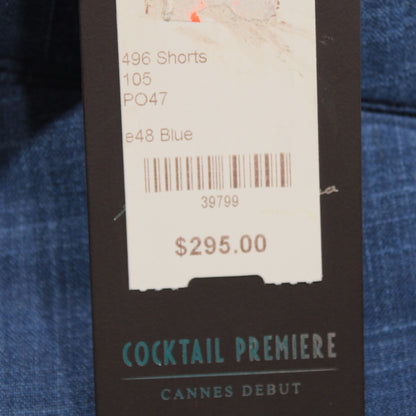 496 Shorts
105
PO47
e48 Blue
39799
$295.00
COCKTAIL PREMIERE
CANNES DEBUT